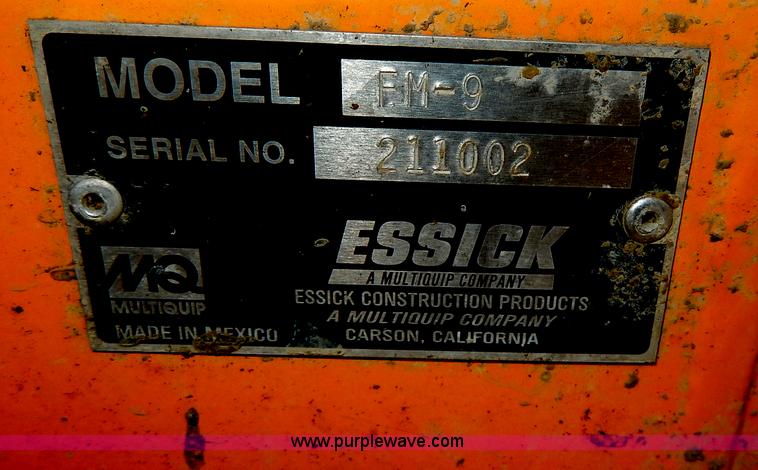 MODEL FM-9
SERIAL NO. 211002
MQ
MULTIQUIP
MADE IN MEXICO
ESSICK
A MULTIQUIP COMPANY
ESSICK CONSTRUCTION PRODUCTS
A MULTIQUIP COMPANY
CARSON, CALIFORNIA
www.purplewave.com